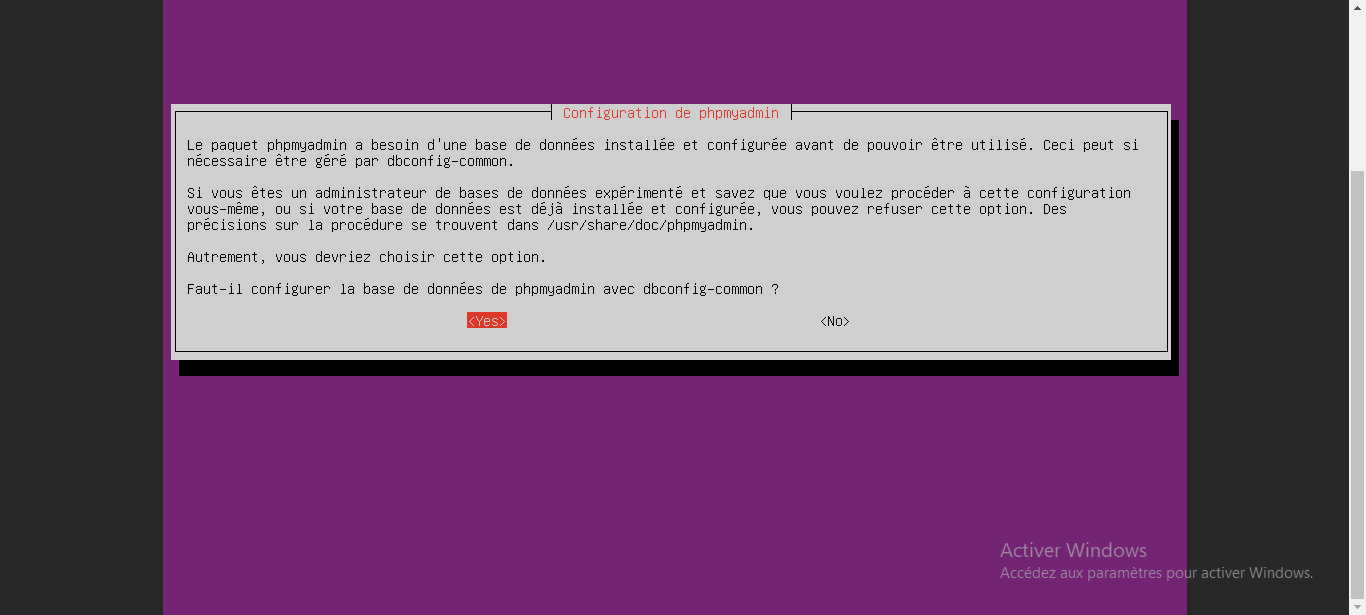 Configuration de phpmyadmin
Le paquet phpmyadmin a besoin d'une base de données installée et configurée avant de pouvoir être utilisé. Ceci peut si
nécessaire être géré par dbconfig-common.
Si vous êtes un administrateur de bases de données expérimenté et savez que vous voulez procéder à cette configuration
vous-même, ou si votre base de données est déjà installée et configurée, vous pouvez refuser cette option. Des
précisions sur la procédure se trouvent dans /usr/share/doc/phpmyadmin.
Autrement, vous devriez choisir cette option.
Faut-il configurer la base de données de phpmyadmin avec dbconfig-common ?
<Yes> <No>
Activer Windows
Accédez aux paramètres pour activer Windows.